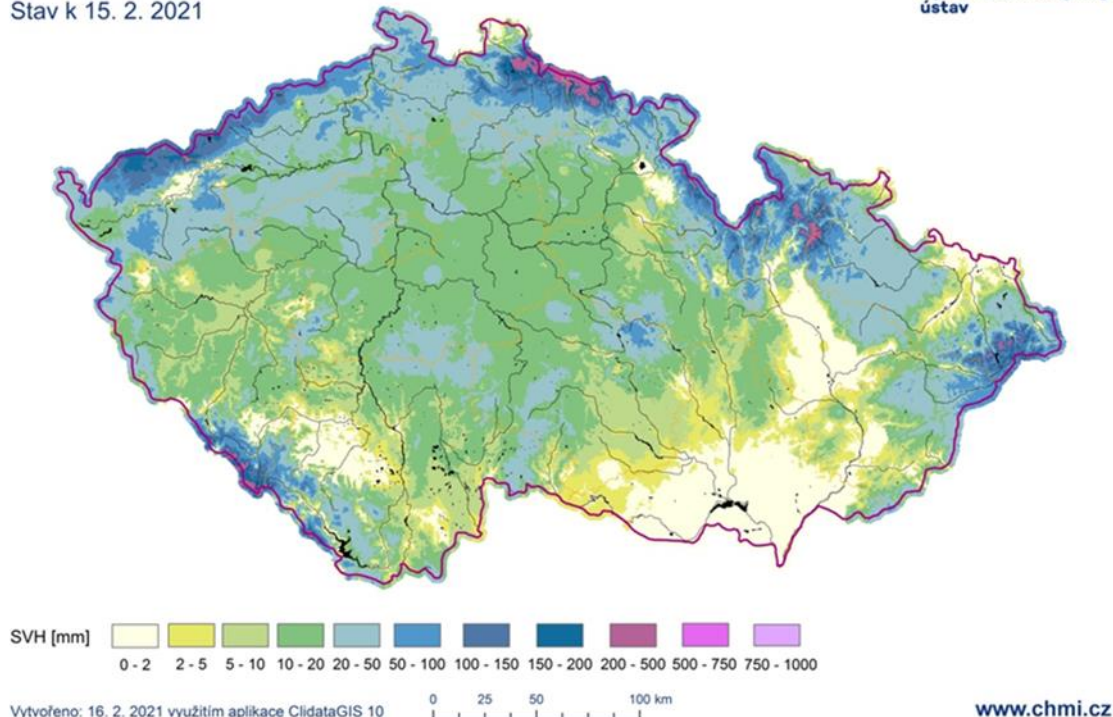 Stav k 15. 2. 2021
ústav
SVH [mm]
0 - 2 2 - 5 5 - 10 10 - 20 20 - 50 50 - 100 100 - 150 150 - 200 200 - 500 500 - 750 750 - 1000
0 25 50 100 km
Vytvořeno: 16. 2. 2021 využitím aplikace ClidataGIS 10
www.chmi.cz